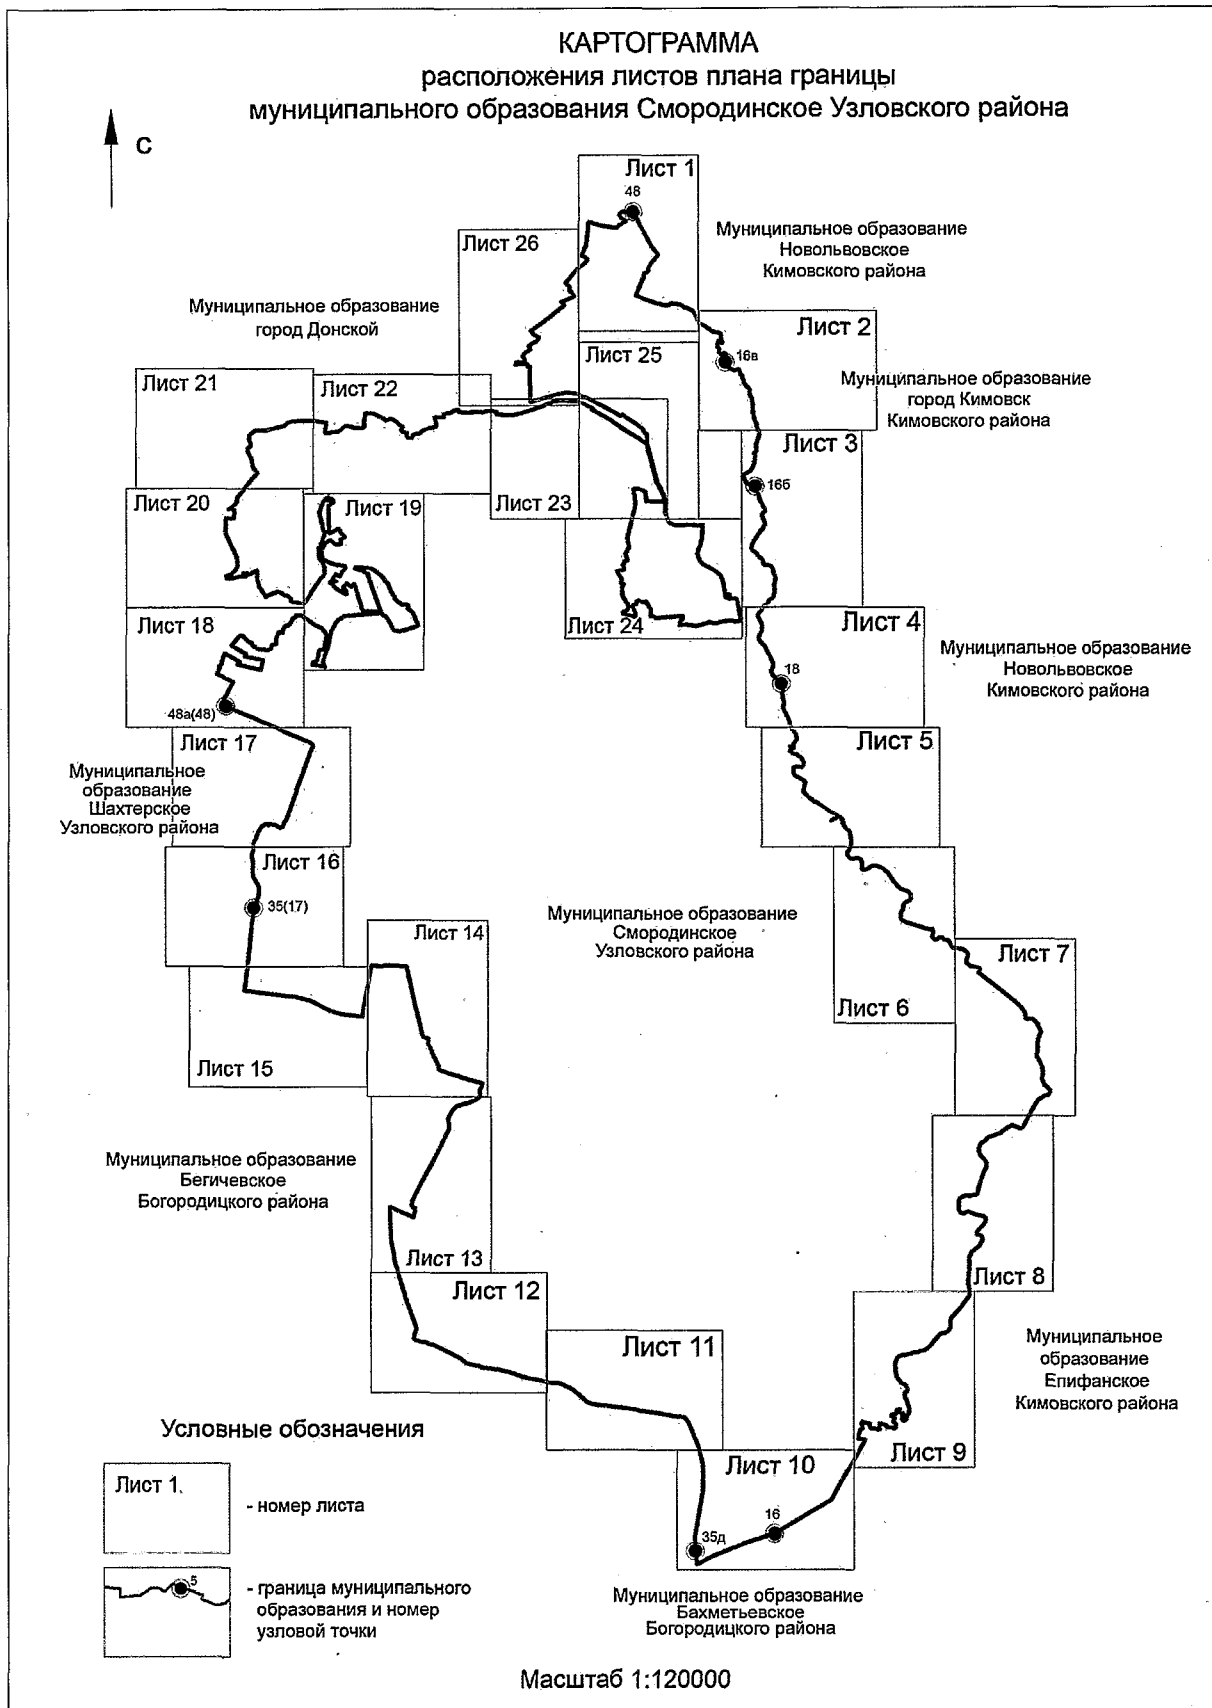 КАРТОГРАММА
расположения листов плана границы
муниципального образования Смородинское Узловского района
С
Лист 1
48
Муниципальное образование
Новольвовское
Кимовского района
Лист 26
Муниципальное образование
город Донской
Лист 2
16в
Лист 25
Муниципальное образование
город Кимовск
Кимовского района
Лист 21
Лист 22
Лист 3
16б
Лист 20
Лист 19
Лист 23
Лист 18
Лист 24
Лист 4
18
Муниципальное образование
Новольвовское
Кимовского района
48а(48)
Лист 17
Лист 5
Муниципальное
образование
Шахтерское
Узловского района
Лист 16
35(17)
Муниципальное образование
Смородинское
Узловского района
Лист 14
Лист 7
Лист 6
Лист 15
Муниципальное образование
Бегичевское
Богородицкого района
Лист 13
Лист 8
Лист 12
Лист 11
Муниципальное
образование
Епифанское
Кимовского района
Лист 9
Лист 10
16
35д
Муниципальное образование
Бахметьевское
Богородицкого района
Условные обозначения
Лист 1
- номер листа
5
- граница муниципального
образования и номер
узловой точки
Масштаб 1:120000